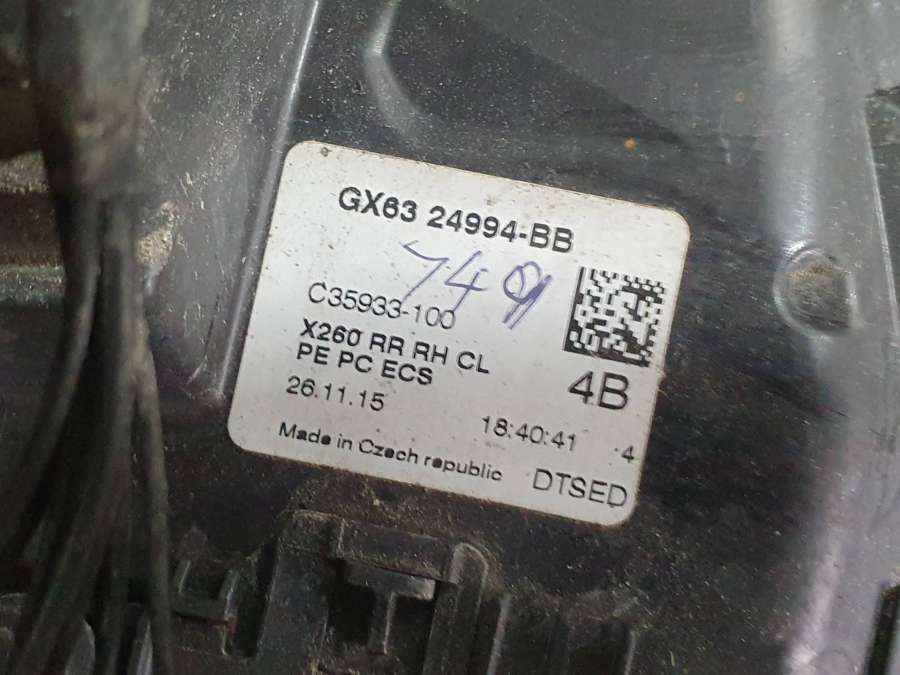 GX63 24994-BB
749
C35933-100
X260 RR RH CL
PE PC ECS
4B
26.11.15
18:40:41 :4
Made in Czech republic
DTSED